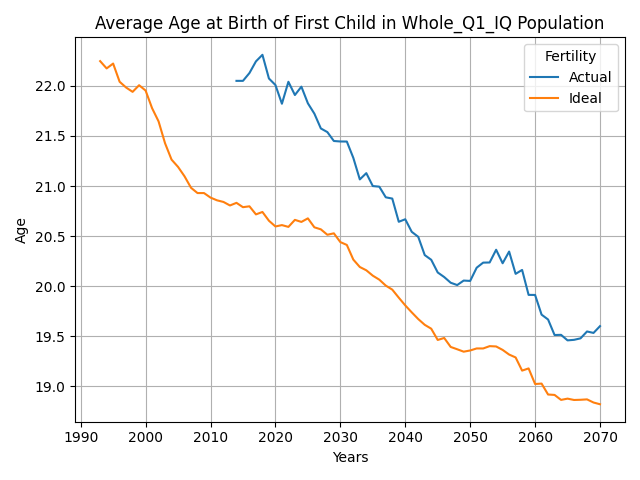 Average Age at Birth of First Child in Whole_Q1_IQ Population
Fertility
Actual
Ideal
Age
22.0
21.5
21.0
20.5
20.0
19.5
19.0
1990 2000 2010 2020 2030 2040 2050 2060 2070
Years